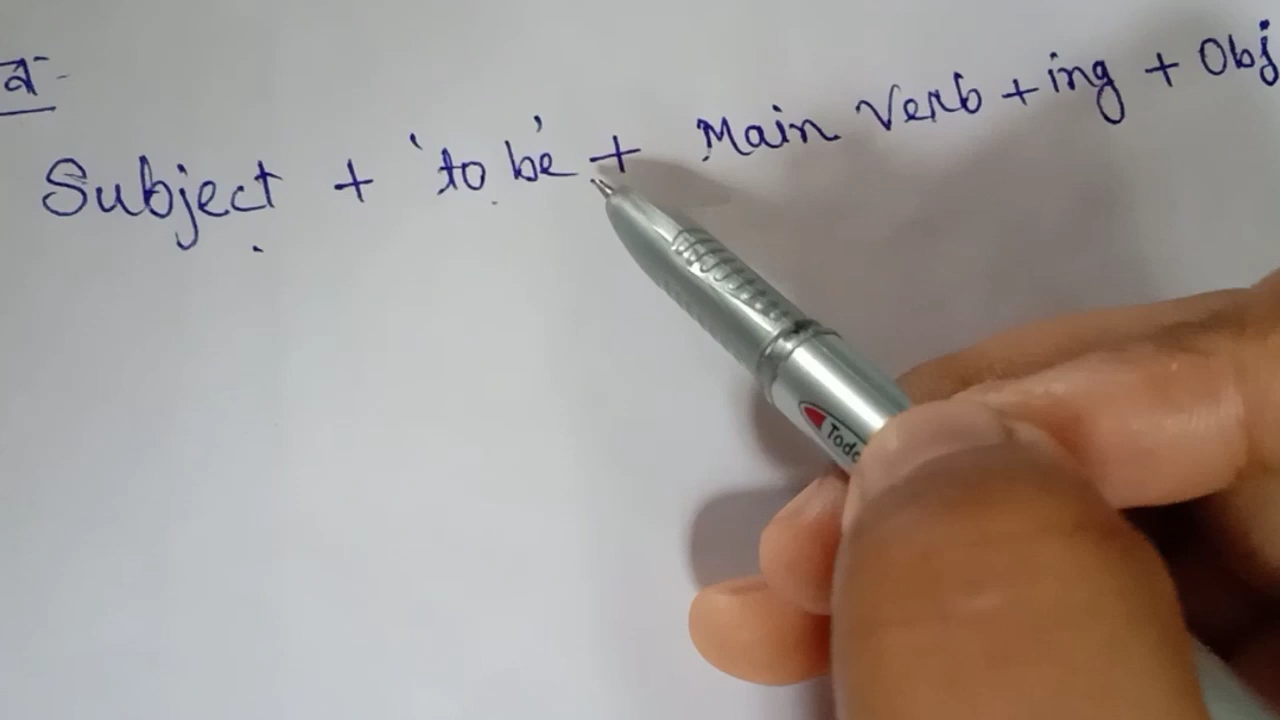 Subject + 'to be' + Main Verb + ing + Obj